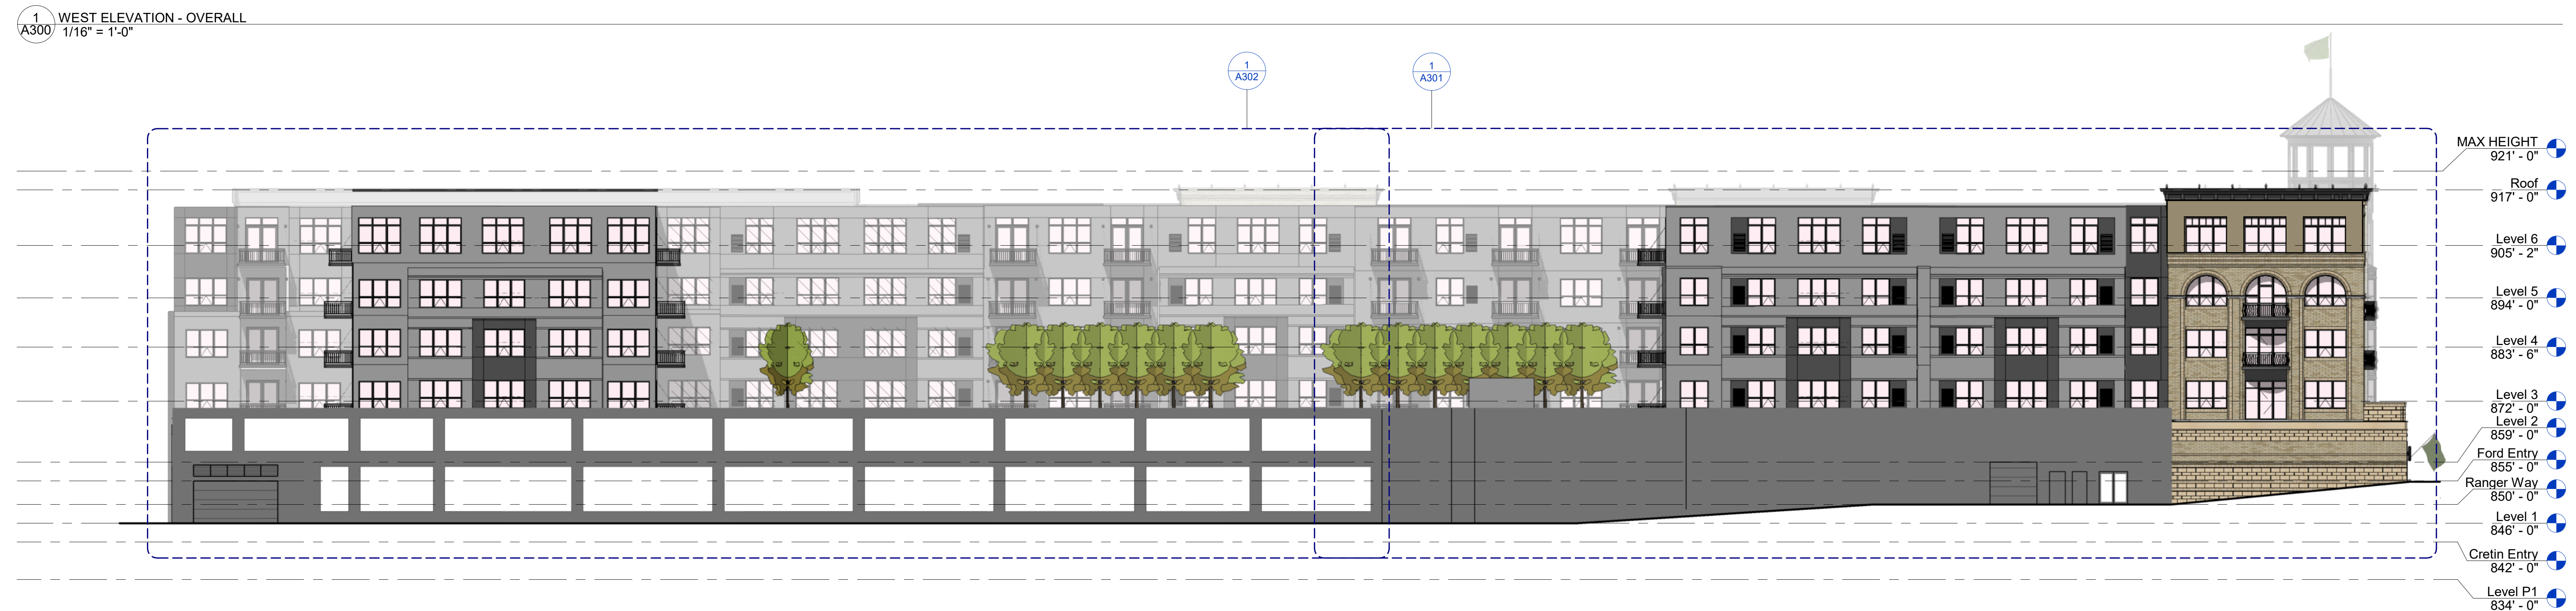 1
A300
WEST ELEVATION - OVERALL
1/16" = 1'-0"
1
A302
1
A301
MAX HEIGHT
921' - 0"
Roof
917' - 0"
Level 6
905' - 2"
Level 5
894' - 0"
Level 4
883' - 6"
Level 3
872' - 0"
Level 2
859' - 0"
Ford Entry
855' - 0"
Ranger Way
850' - 0"
Level 1
846' - 0"
Cretin Entry
842' - 0"
Level P1
834' - 0"